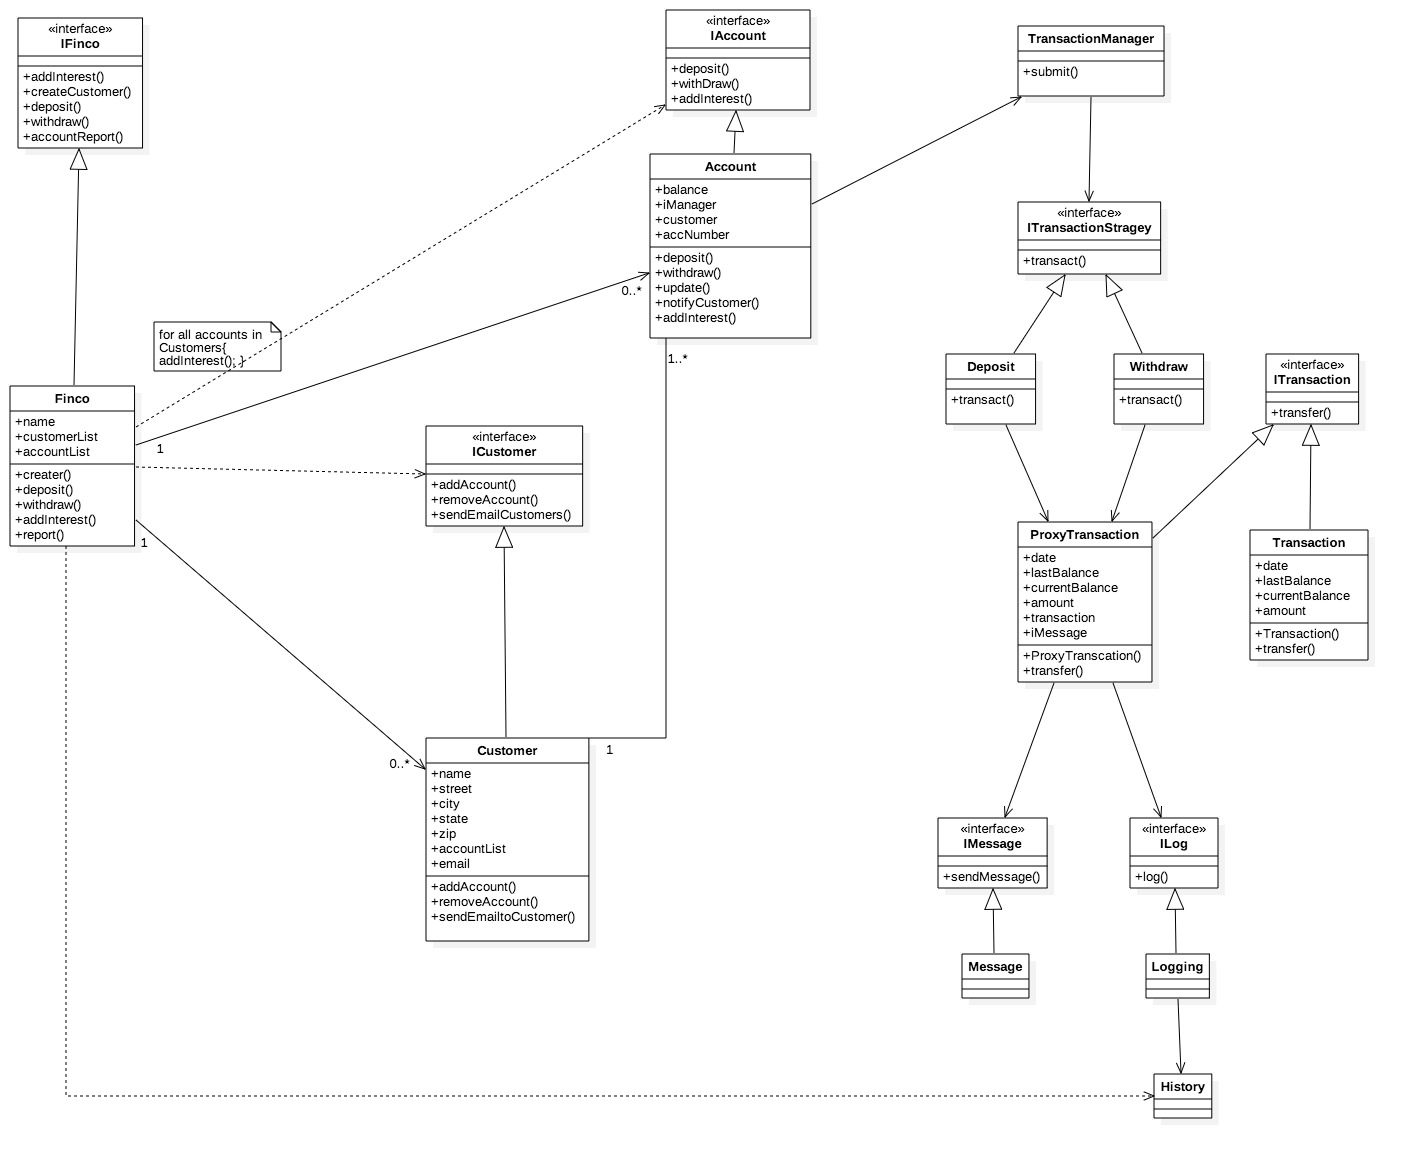 «interface»
IFinco
+addInterest()
+createCustomer()
+deposit()
+withdraw()
+accountReport()
«interface»
IAccount
+deposit()
+withDraw()
+addInterest()
TransactionManager
+submit()
Account
+balance
+iManager
+customer
+accNumber
+deposit()
+withdraw()
+update()
+notifyCustomer()
+addInterest()
0..*
1..*
«interface»
ITransactionStragey
+transact()
for all accounts in
Customers{
addInterest(); }
Finco
+name
+customerList
+accountList
+creater()
+deposit()
+withdraw()
+addInterest()
+report()
1
1
«interface»
ICustomer
+addAccount()
+removeAccount()
+sendEmailCustomers()
Deposit
+transact()
Withdraw
+transact()
«interface»
ITransaction
+transfer()
ProxyTransaction
+date
+lastBalance
+currentBalance
+amount
+transaction
+iMessage
+ProxyTranscation()
+transfer()
Transaction
+date
+lastBalance
+currentBalance
+amount
+Transaction()
+transfer()
0..*
1
Customer
+name
+street
+city
+state
+zip
+accountList
+email
+addAccount()
+removeAccount()
+sendEmailtoCustomer()
«interface»
IMessage
+sendMessage()
«interface»
ILog
+log()
Message
Logging
History